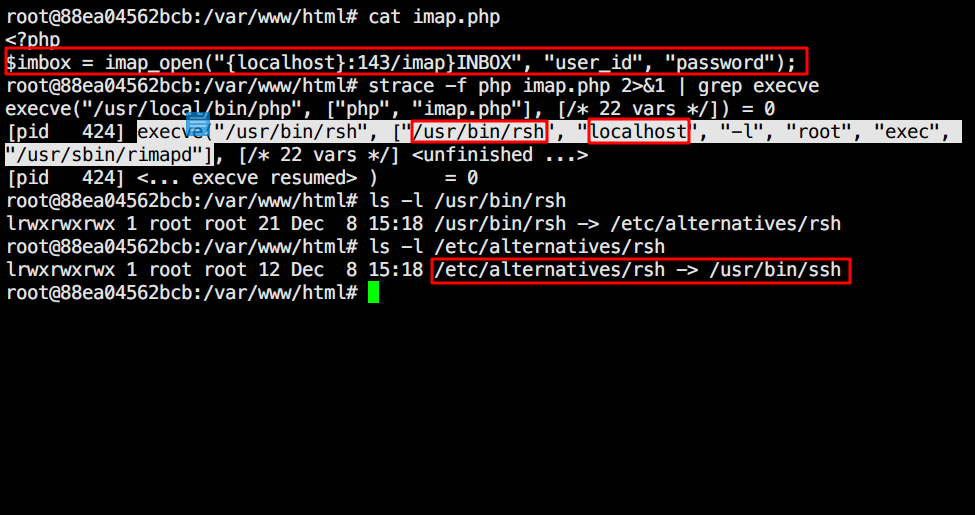 root@88ea04562bcb:/var/www/html# cat imap.php
<?php
$imbox = imap_open("{localhost}:143/imap}INBOX", "user_id", "password");
root@88ea04562bcb:/var/www/html# strace -f php imap.php 2>&1 | grep execve
execve("/usr/local/bin/php", ["php", "imap.php"], [/* 22 vars */]) = 0
[pid   424] execve("/usr/bin/rsh", ["/usr/bin/rsh", "localhost", "-l", "root", "exec",
"/usr/sbin/rimapd"], [/* 22 vars */] <unfinished ...>
[pid   424] <... execve resumed> )      = 0
root@88ea04562bcb:/var/www/html# ls -l /usr/bin/rsh
lrwxrwxrwx 1 root root 21 Dec  8 15:18 /usr/bin/rsh -> /etc/alternatives/rsh
root@88ea04562bcb:/var/www/html# ls -l /etc/alternatives/rsh
lrwxrwxrwx 1 root root 12 Dec  8 15:18 /etc/alternatives/rsh -> /usr/bin/ssh
root@88ea04562bcb:/var/www/html#